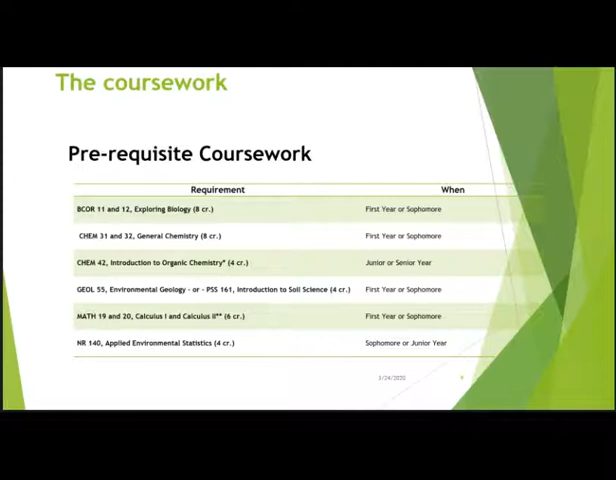 The coursework
Pre-requisite Coursework
Requirement When
BCOR 11 and 12, Exploring Biology (8 cr.) First Year or Sophomore
CHEM 31 and 32, General Chemistry (8 cr.) First Year or Sophomore
CHEM 42, Introduction to Organic Chemistry* (4 cr.) Junior or Senior Year
GEOL 55, Environmental Geology - or - PSS 161, Introduction to Soil Science (4 cr.) First Year or Sophomore
MATH 19 and 20, Calculus I and Calculus II** (6 cr.) First Year or Sophomore
NR 140, Applied Environmental Statistics (4 cr.) Sophomore or Junior Year
3/24/2020